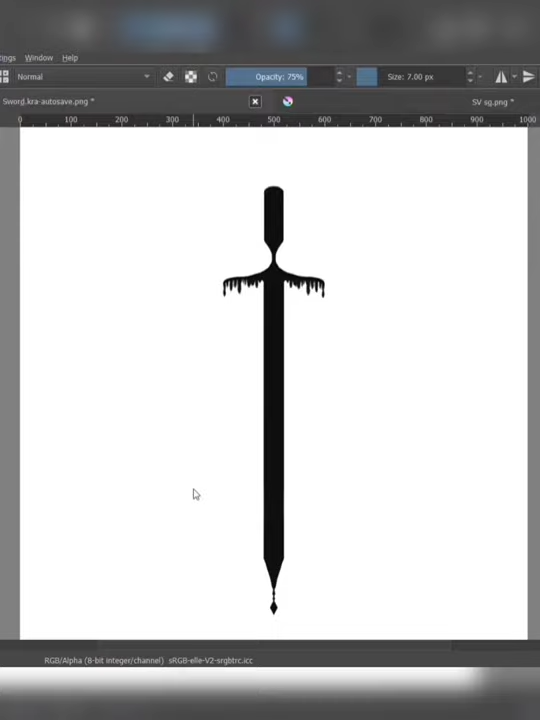 tings Window Help
Normal Opacity: 75% Size: 7.00 px
Sword.kra-autosave.png * SV sg.png *
0 100 200 300 400 500 600 700 800 900 1000
RGB/Alpha (8-bit integer/channel) sRGB-elle-V2-srgbtrc.icc